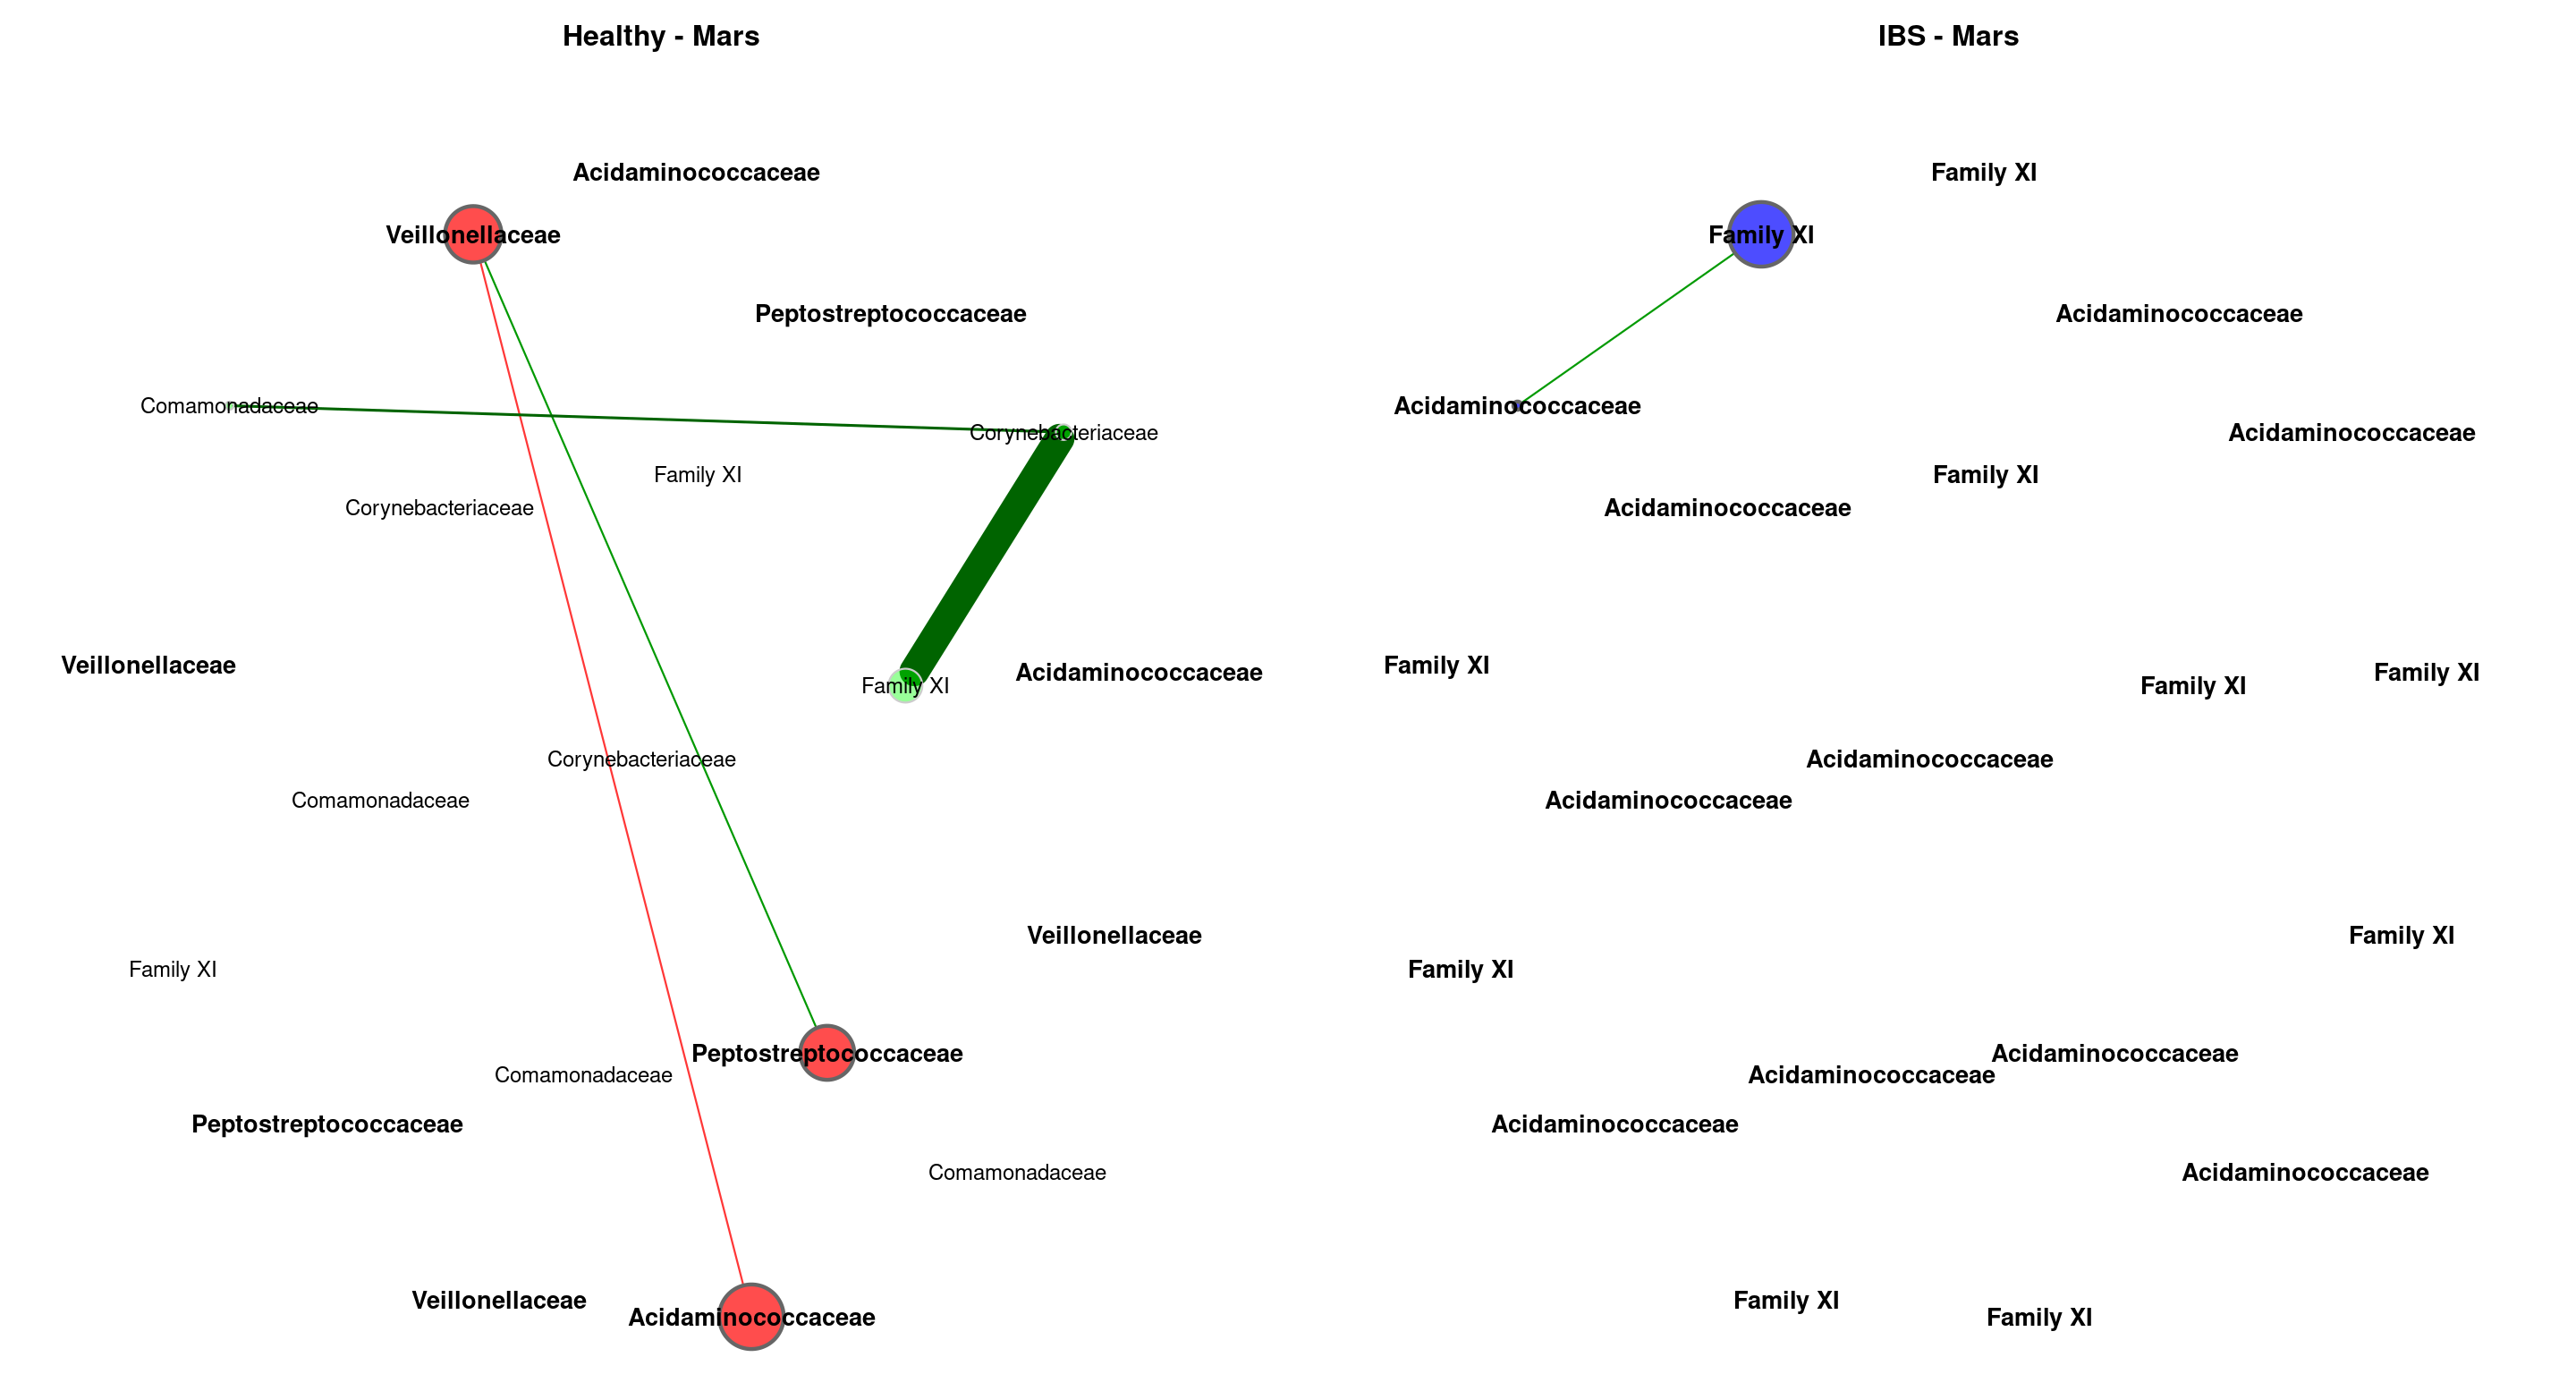 Healthy - Mars
Acidaminococcaceae
Veillonellaceae
Peptostreptococcaceae
Comamonadaceae
Corynebacteriaceae
Family XI
Corynebacteriaceae
Veillonellaceae
Acidaminococcaceae
Family XI
Corynebacteriaceae
Comamonadaceae
Veillonellaceae
Family XI
Peptostreptococcaceae
Comamonadaceae
Peptostreptococcaceae
Comamonadaceae
Veillonellaceae
Acidaminococcaceae
IBS - Mars
Family XI
Family XI
Acidaminococcaceae
Acidaminococcaceae
Acidaminococcaceae
Family XI
Acidaminococcaceae
Family XI
Family XI
Family XI
Acidaminococcaceae
Acidaminococcaceae
Family XI
Family XI
Acidaminococcaceae
Acidaminococcaceae
Acidaminococcaceae
Acidaminococcaceae
Family XI
Family XI